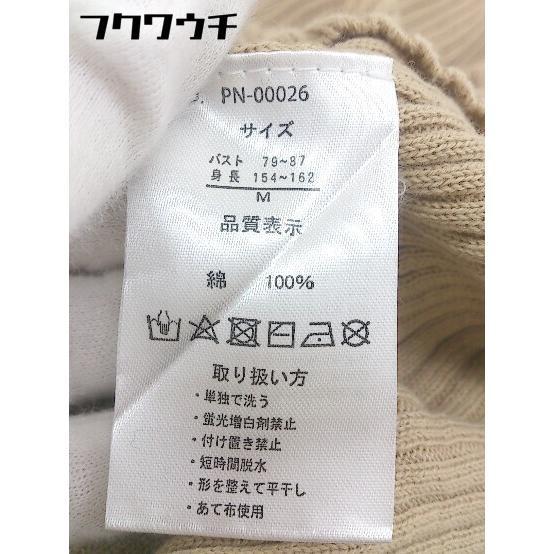 フクワウチ
PN-00026
サイズ
バスト 79~87
身長 154~162
M
品質表示
綿 100%
取り扱い方
・単独で洗う
・蛍光増白剤禁止
・付け置き禁止
・短時間脱水
・形を整えて平干し
・あて布使用